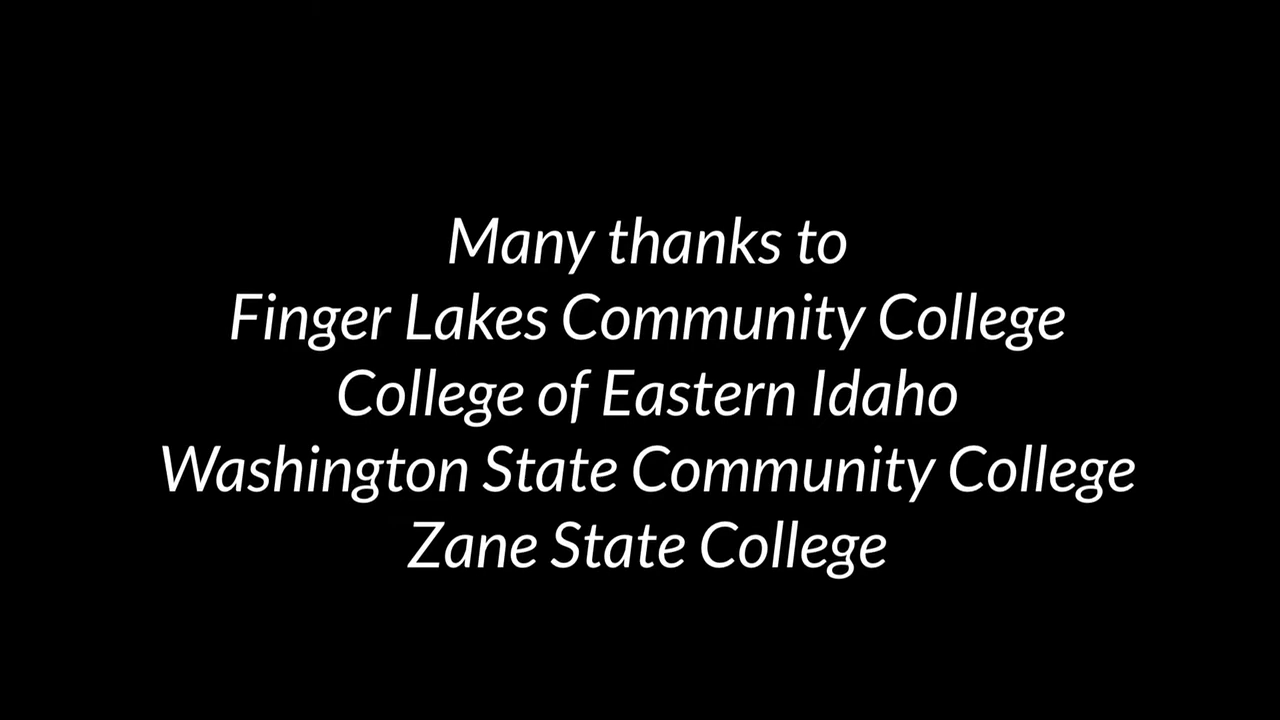 Many thanks to
Finger Lakes Community College
College of Eastern Idaho
Washington State Community College
Zane State College